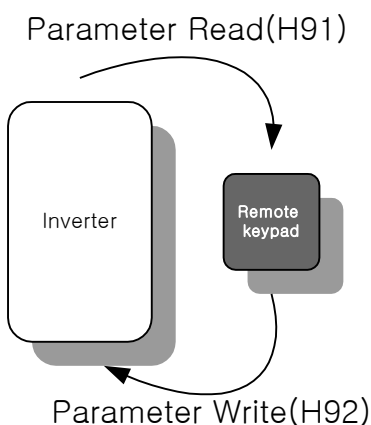 Parameter Read(H91)
Inverter
Remote
keypad
Parameter Write(H92)